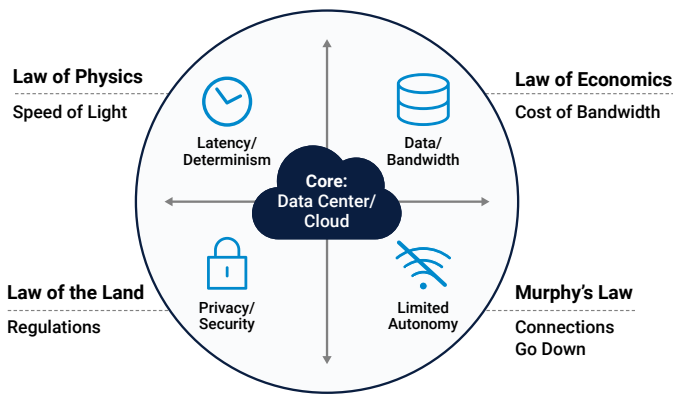 Law of Physics
Speed of Light
Law of Economics
Cost of Bandwidth
Latency/
Determinism
Data/
Bandwidth
Core:
Data Center/
Cloud
Law of the Land
Regulations
Privacy/
Security
Limited
Autonomy
Murphy’s Law
Connections
Go Down